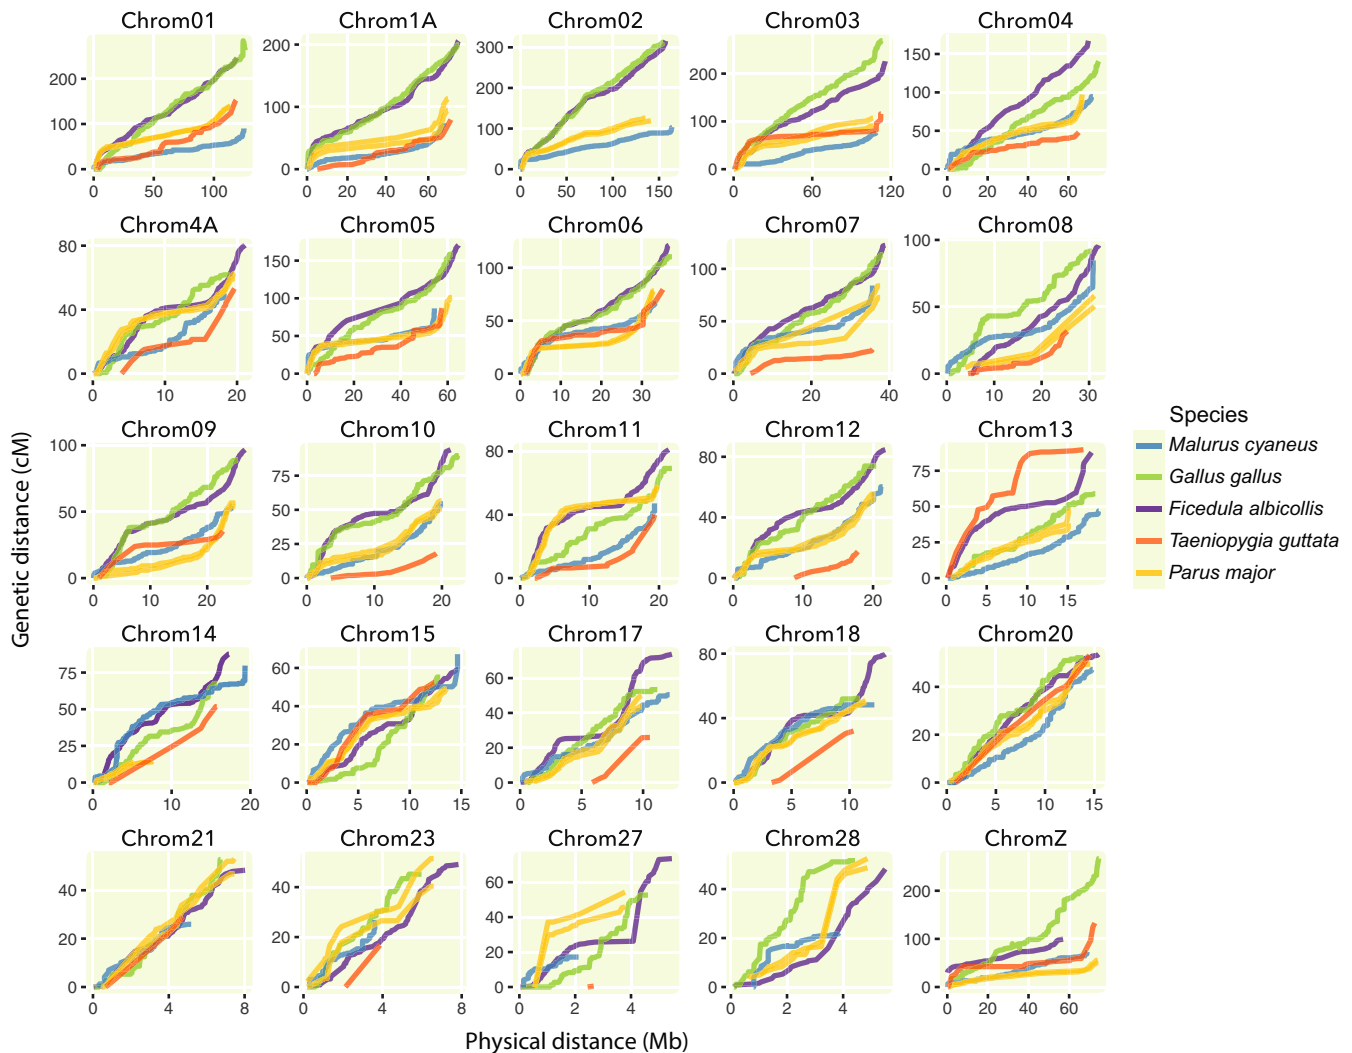 Chrom01 Chrom1A Chrom02 Chrom03 Chrom04
200 100 0
0 50 100
200 150 100 50 0
0 20 40 60
300 200 100 0
0 50 100 150
200 100 0
0 60 120
150 100 50 0
0 20 40 60
Chrom4A Chrom05 Chrom06 Chrom07 Chrom08
80 40 0
0 10 20
150 100 50 0
0 20 40 60
100 50 0
0 10 20 30
100 50 0
0 20 40
100 50 0
0 10 20 30
Chrom09 Chrom10 Chrom11 Chrom12 Chrom13
100 50 0
0 10 20
75 50 25 0
0 10 20
80 40 0
0 10 20
80 40 0
0 10 20
75 50 25 0
0 5 10 15
Chrom14 Chrom15 Chrom17 Chrom18 Chrom20
75 50 25 0
0 10 20
60 40 20 0
0 5 10 15
60 40 20 0
0 5 10
80 40 0
0 5 10
40 20 0
0 5 10 15
Chrom21 Chrom23 Chrom27 Chrom28 ChromZ
40 20 0
0 4 8
40 20 0
0 4 8
60 40 20 0
0 2 4
40 20 0
0 2 4
200 100 0
0 20 40 60
Genetic distance (cM)
Physical distance (Mb)
Species
Malurus cyaneus
Gallus gallus
Ficedula albicollis
Taeniopygia guttata
Parus major